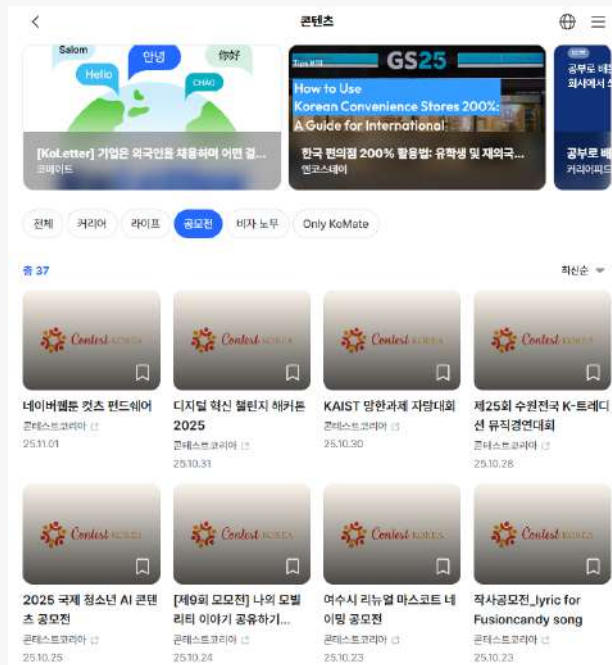 콘텐츠
Salom
안녕
你好
Hello
CHÀO
[KoLetter] 기업은 외국인을 채용하며 어떤 걸...
코메이트
Tips #131
GS25
How to Use
Korean Convenience Stores 200%:
A Guide for International
한국 편의점 200% 활용법: 유학생 및 재외국...
엔코스테이
공부로 배
회사에서 쓰
공부로 배
커리어피드
전체
커리어
라이프
공모전
비자·노무
Only KoMate
총 37
최신순
Contest KOREA
Contest KOREA
Contest KOREA
Contest KOREA
네이버웹툰 컷츠 펀드쉐어
콘테스트코리아
25.11.01
디지털 혁신 챌린지 해커톤
2025
콘테스트코리아
25.10.31
KAIST 망한과제 자랑대회
콘테스트코리아
25.10.30
제25회 수원전국 K-트레디
션 뮤직경연대회
콘테스트코리아
25.10.28
Contest KOREA
Contest KOREA
Contest KOREA
Contest KOREA
2025 국제 청소년 AI 콘텐
츠 공모전
콘테스트코리아
25.10.25
[제9회 모모전] 나의 모빌
리티 이야기 공유하기...
콘테스트코리아
25.10.24
여수시 리뉴얼 마스코트 네
이밍 공모전
콘테스트코리아
25.10.23
작사공모전_lyric for
Fusioncandy song
콘테스트코리아
25.10.23